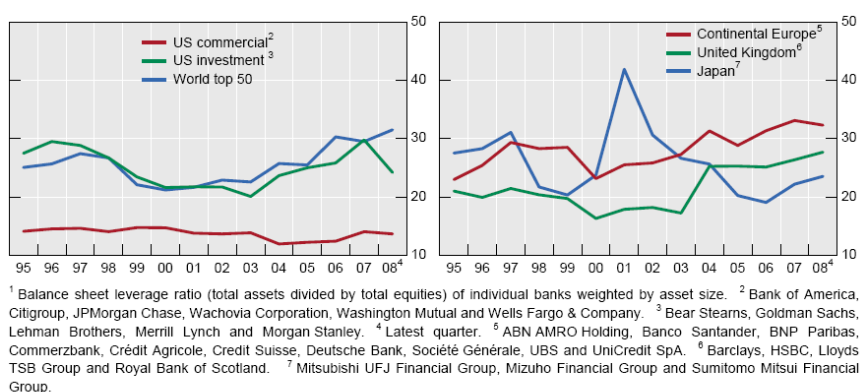 50
US commercial2
US investment 3
World top 50
40
30
20
10
95 96 97 98 99 00 01 02 03 04 05 06 07 084
50
Continental Europe5
United Kingdom6
Japan7
40
30
20
10
95 96 97 98 99 00 01 02 03 04 05 06 07 084
1 Balance sheet leverage ratio (total assets divided by total equities) of individual banks weighted by asset size. 2 Bank of America,
Citigroup, JPMorgan Chase, Wachovia Corporation, Washington Mutual and Wells Fargo & Company. 3 Bear Stearns, Goldman Sachs,
Lehman Brothers, Merrill Lynch and Morgan Stanley. 4 Latest quarter. 5 ABN AMRO Holding, Banco Santander, BNP Paribas,
Commerzbank, Crédit Agricole, Credit Suisse, Deutsche Bank, Société Générale, UBS and UniCredit SpA. 6 Barclays, HSBC, Lloyds
TSB Group and Royal Bank of Scotland. 7 Mitsubishi UFJ Financial Group, Mizuho Financial Group and Sumitomo Mitsui Financial
Group.